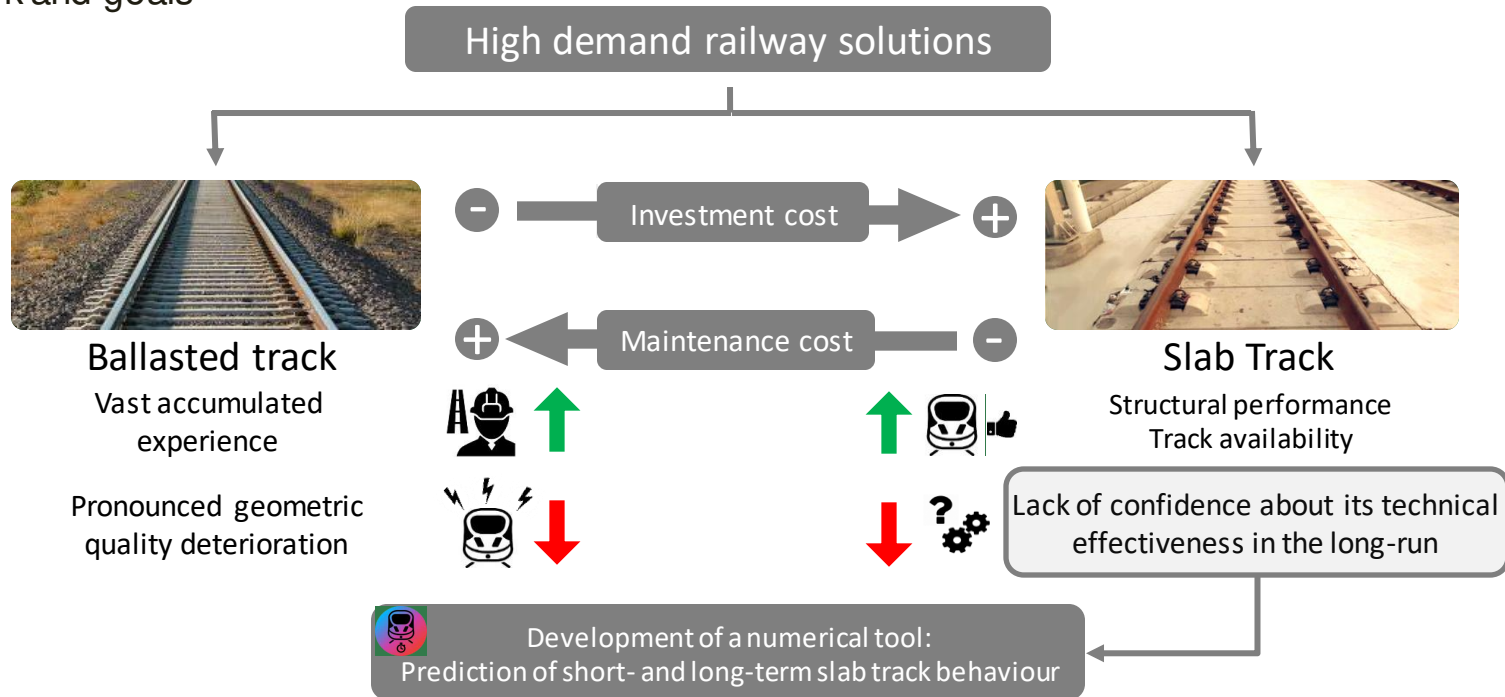 k and goals
High demand railway solutions
- Investment cost +
+ Maintenance cost -
Ballasted track
Vast accumulated
experience
Pronounced geometric
quality deterioration
Slab Track
Structural performance
Track availability
?
Lack of confidence about its technical
effectiveness in the long-run
Development of a numerical tool:
Prediction of short- and long-term slab track behaviour